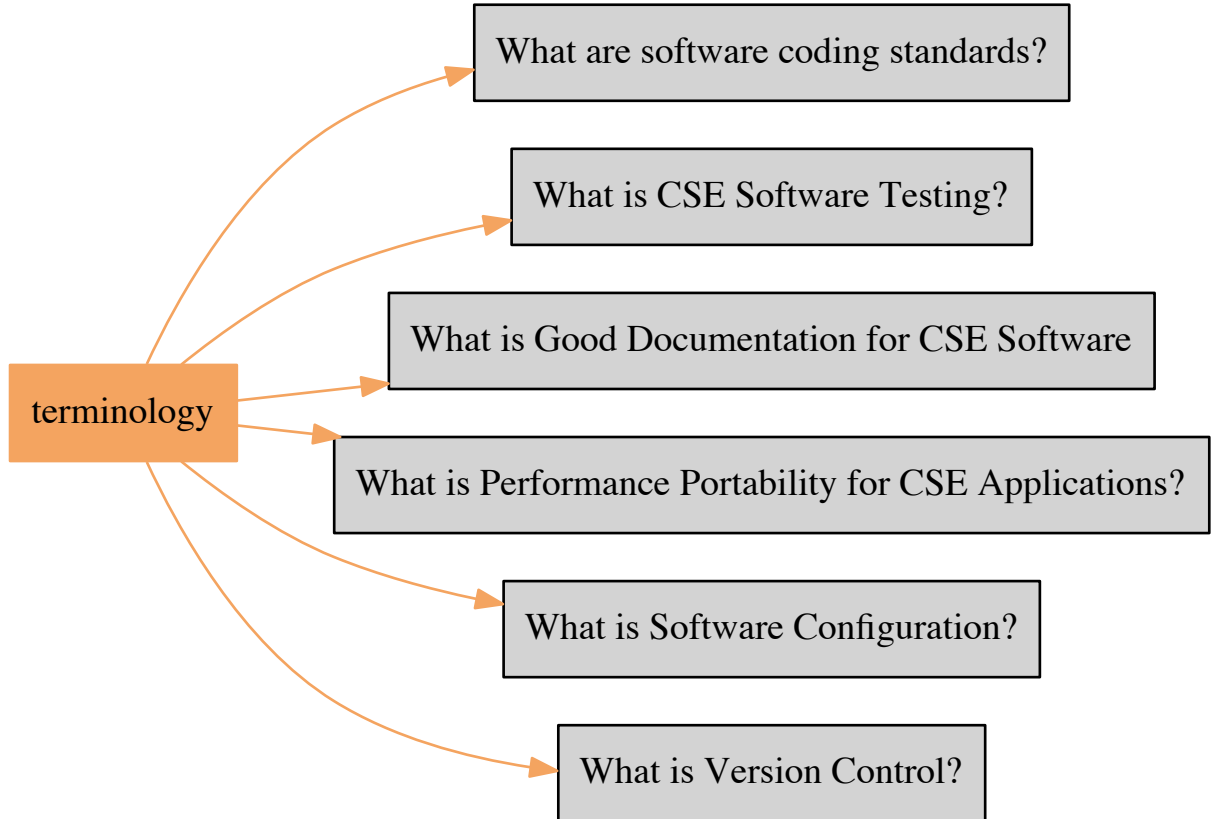 What are software coding standards?
What is CSE Software Testing?
What is Good Documentation for CSE Software
terminology
What is Performance Portability for CSE Applications?
What is Software Configuration?
What is Version Control?